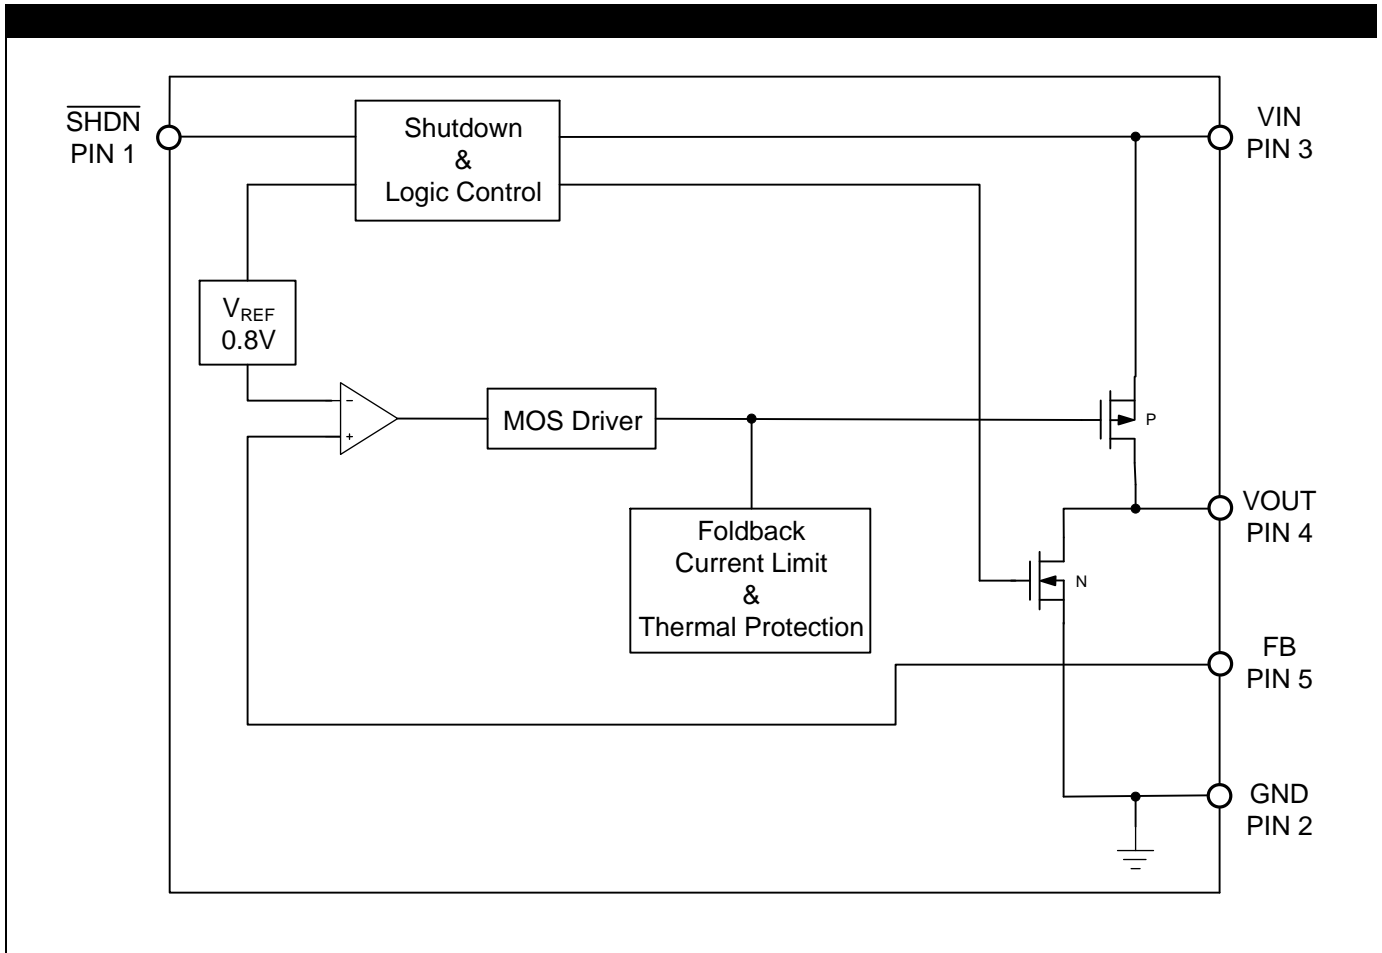 SHDN
PIN 1
Shutdown
&
Logic Control
VIN
PIN 3
VREF
0.8V
−
+
MOS Driver
P
Foldback
Current Limit
&
Thermal Protection
VOUT
PIN 4
N
FB
PIN 5
GND
PIN 2